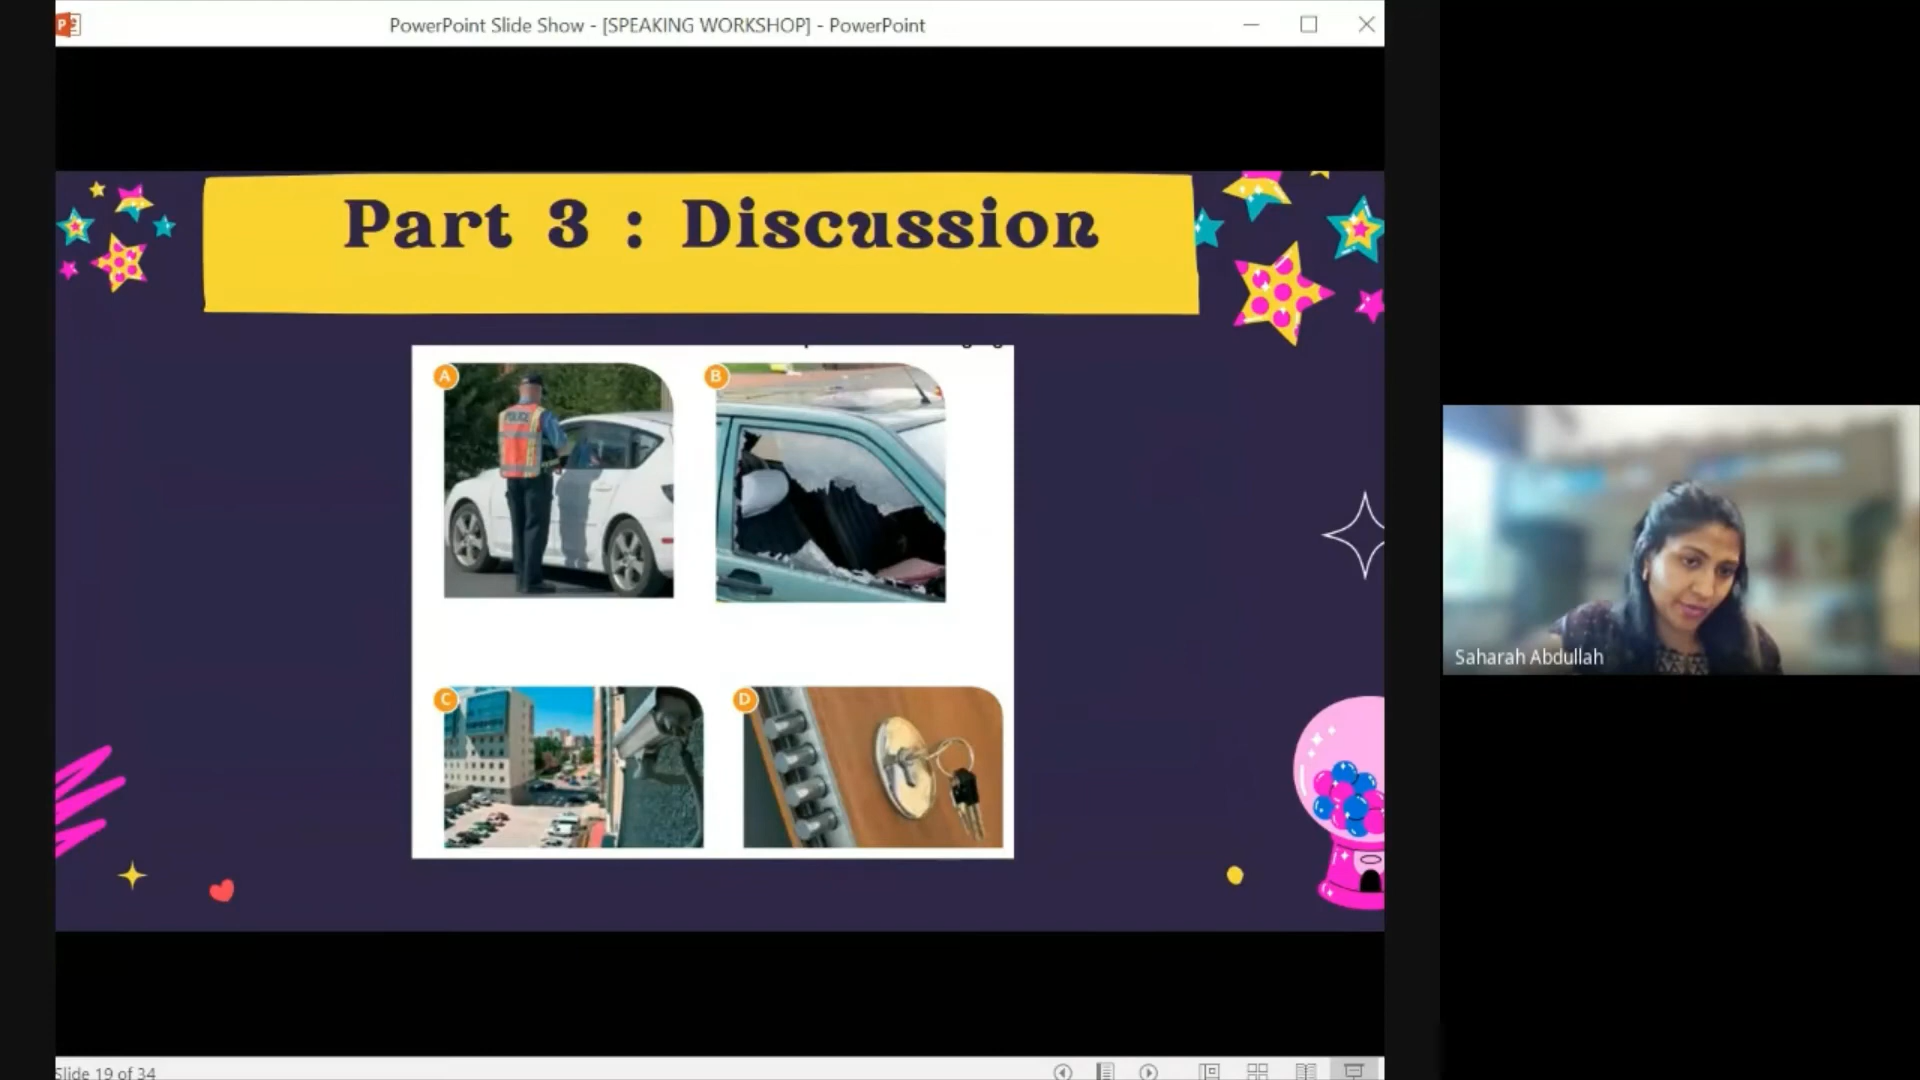 PowerPoint Slide Show - [SPEAKING WORKSHOP] - PowerPoint
Part 3 : Discussion
A
B
POLICE
C
D
Saharah Abdullah
Slide 19 of 34